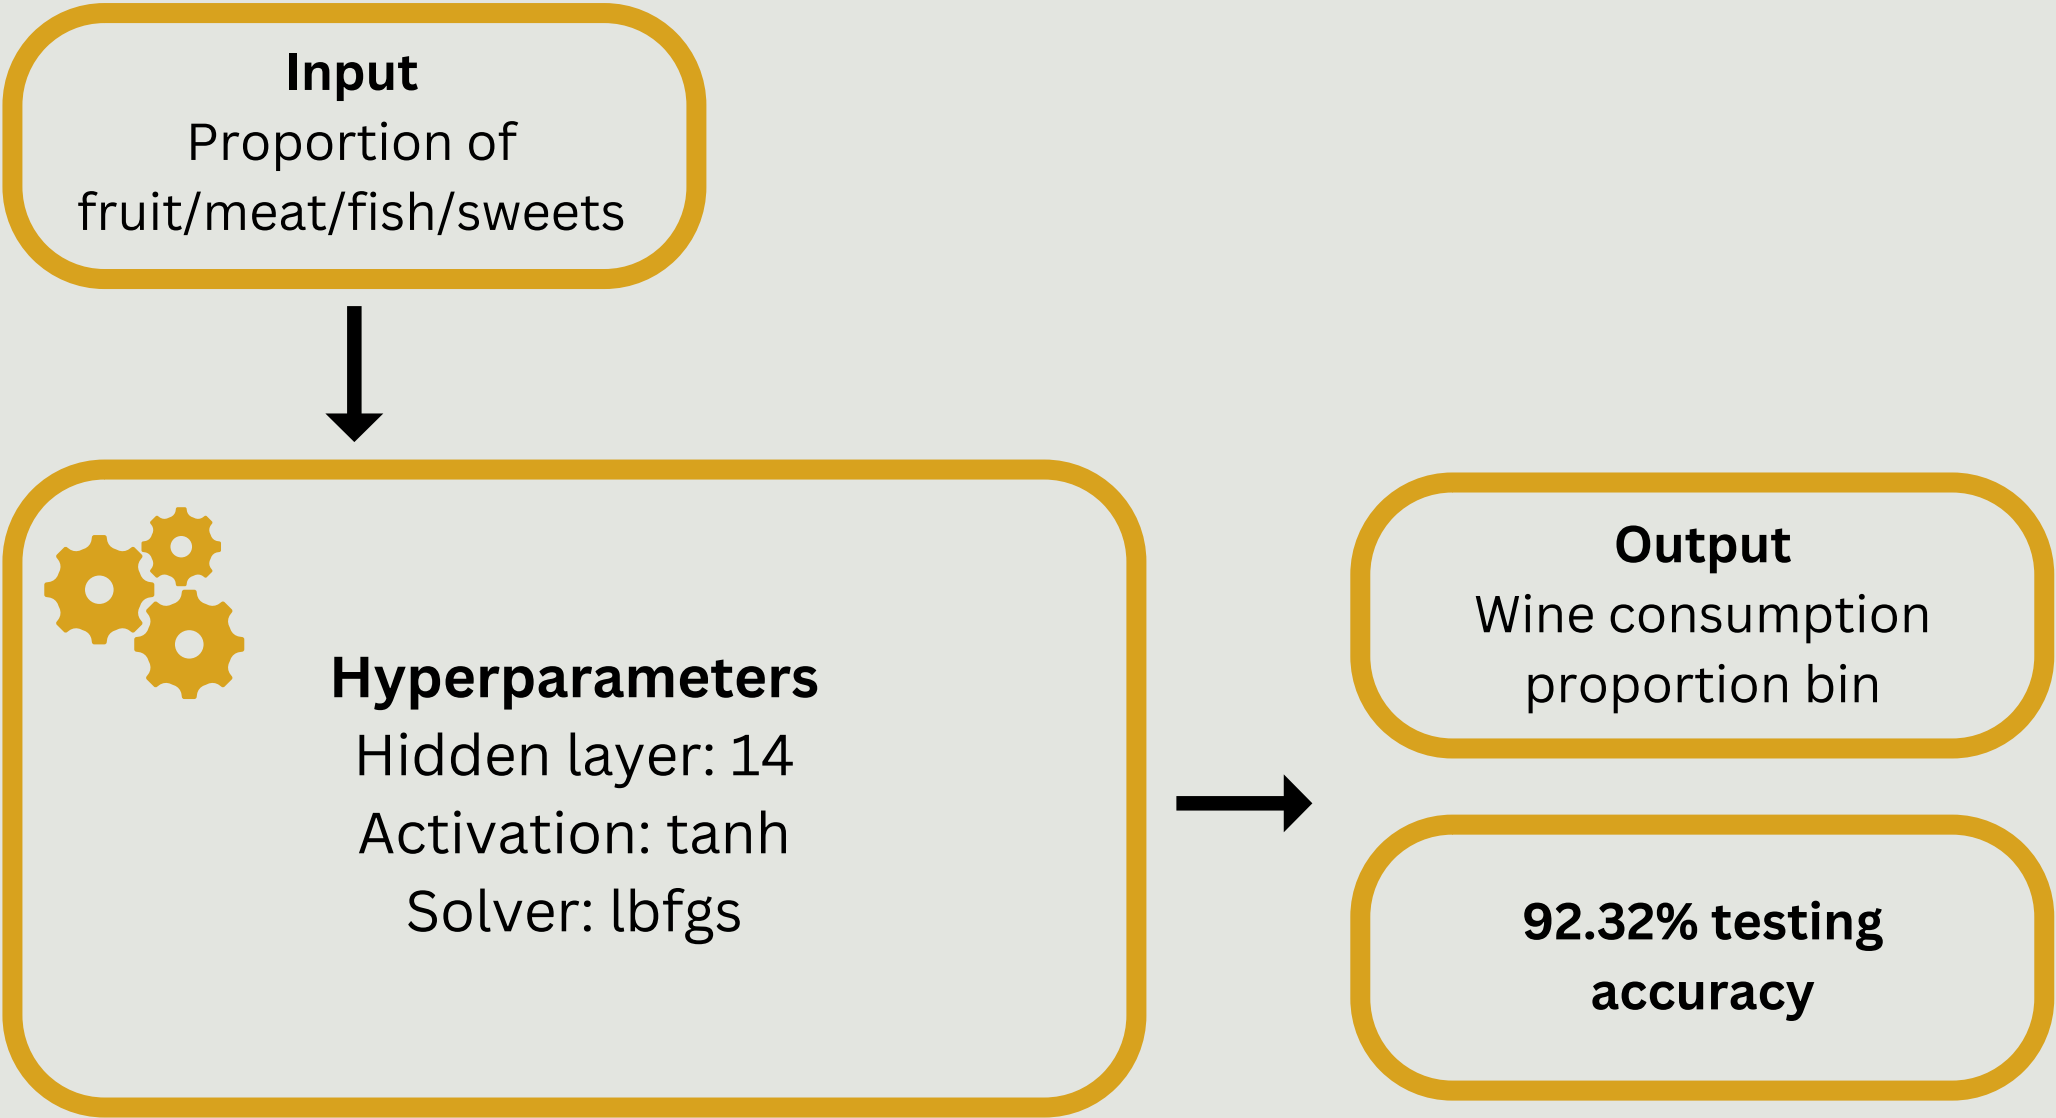 Input
Proportion of
fruit/meat/fish/sweets
Hyperparameters
Hidden layer: 14
Activation: tanh
Solver: lbfgs
Output
Wine consumption
proportion bin
92.32% testing
accuracy